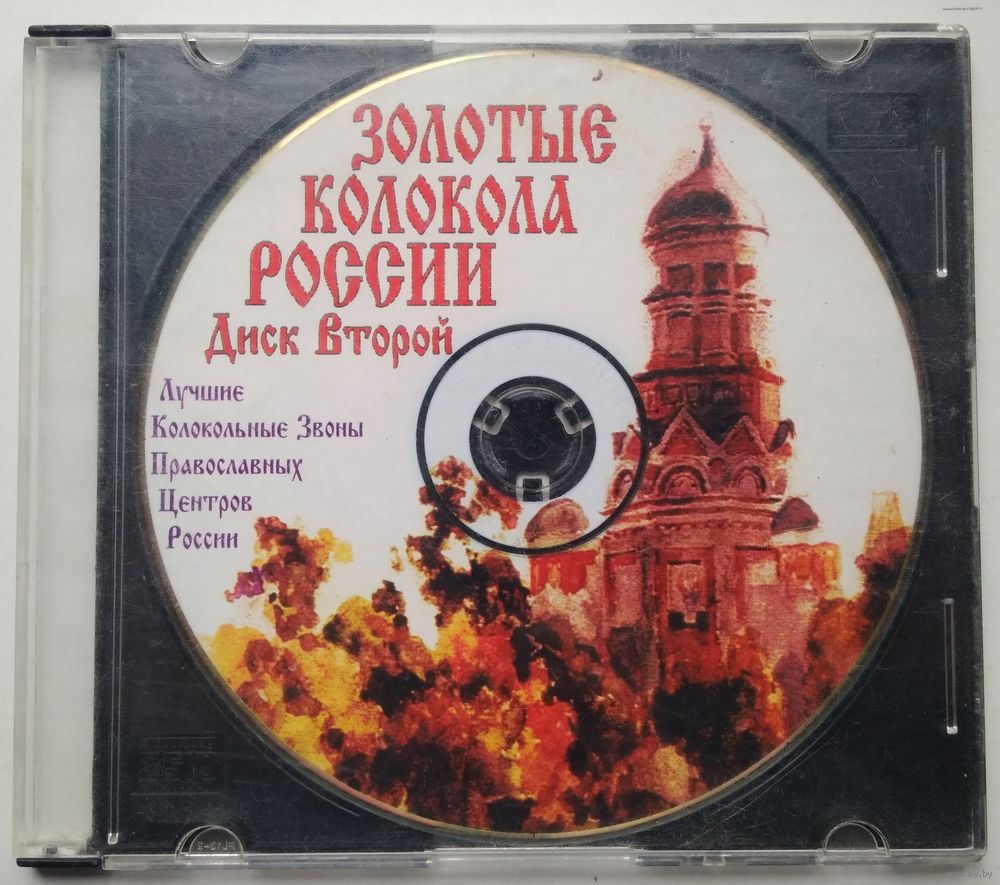 ЗОЛОТЫЕ
КОЛОКОЛА
РОССИИ
Диск Второй
Лучшие
Колокольные Звоны
Православных
Центров
России